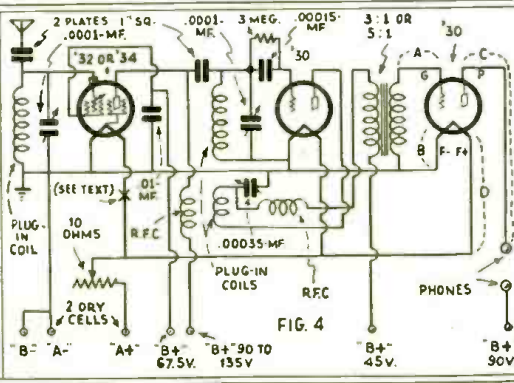 2 PLATES 1" SQ.
.0001-
MF.
.0001-
MF.
3 MEG.
.00015-
MF.
'30
3:1 OR
5:1
'30
'32 OR '34
A
C
G
P
B
F- F+
D
(SEE TEXT)
.01-
MF.
PLUG-
IN
COIL
10
OHMS
R.F.C
.00035-MF.
PLUG-IN
COILS
R.F.C
PHONES
2 DRY
CELLS
FIG. 4
"B-" "A-"
"A+"
"B+"
67.5V.
"B+" 90 TO
135V
"B+"
45V.
"B+"
90V.